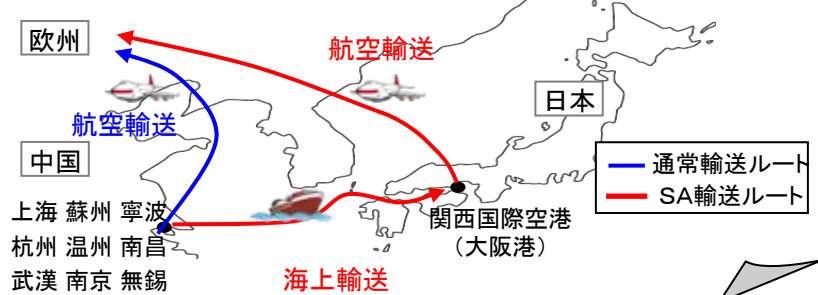 欧州
航空輸送
日本
航空輸送
中国
通常輸送ルート
SA輸送ルート
上海 蘇州 寧波
杭州 温州 南昌
武漢 南京 無錫
関西国際空港
（大阪港）
海上輸送